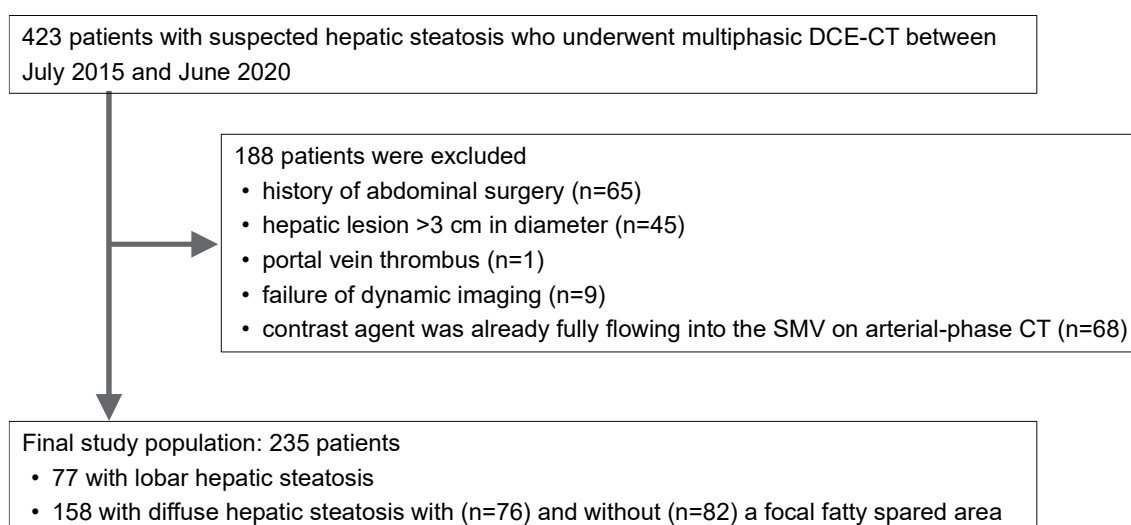 423 patients with suspected hepatic steatosis who underwent multiphasic DCE-CT between
July 2015 and June 2020
188 patients were excluded
• history of abdominal surgery (n=65)
• hepatic lesion >3 cm in diameter (n=45)
• portal vein thrombus (n=1)
• failure of dynamic imaging (n=9)
• contrast agent was already fully flowing into the SMV on arterial-phase CT (n=68)
Final study population: 235 patients
• 77 with lobar hepatic steatosis
• 158 with diffuse hepatic steatosis with (n=76) and without (n=82) a focal fatty spared area